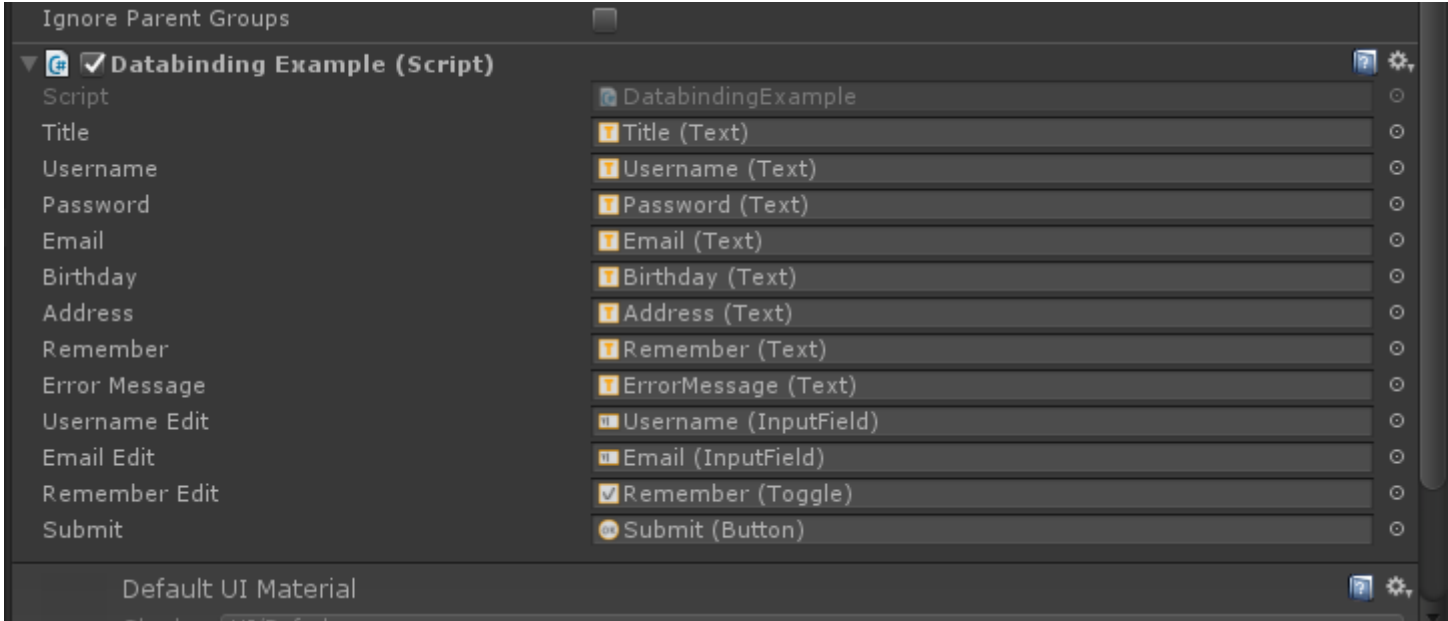 Ignore Parent Groups
Databinding Example (Script)
Script DatabindingExample
Title Title (Text)
Username Username (Text)
Password Password (Text)
Email Email (Text)
Birthday Birthday (Text)
Address Address (Text)
Remember Remember (Text)
Error Message ErrorMessage (Text)
Username Edit Username (InputField)
Email Edit Email (InputField)
Remember Edit Remember (Toggle)
Submit Submit (Button)
Default UI Material